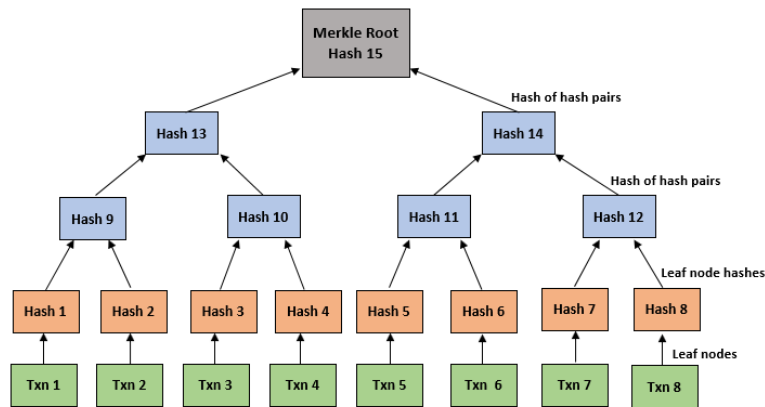 Merkle Root
Hash 15
Hash of hash pairs
Hash 13
Hash 14
Hash of hash pairs
Hash 9
Hash 10
Hash 11
Hash 12
Leaf node hashes
Hash 1
Hash 2
Hash 3
Hash 4
Hash 5
Hash 6
Hash 7
Hash 8
Leaf nodes
Txn 1
Txn 2
Txn 3
Txn 4
Txn 5
Txn 6
Txn 7
Txn 8